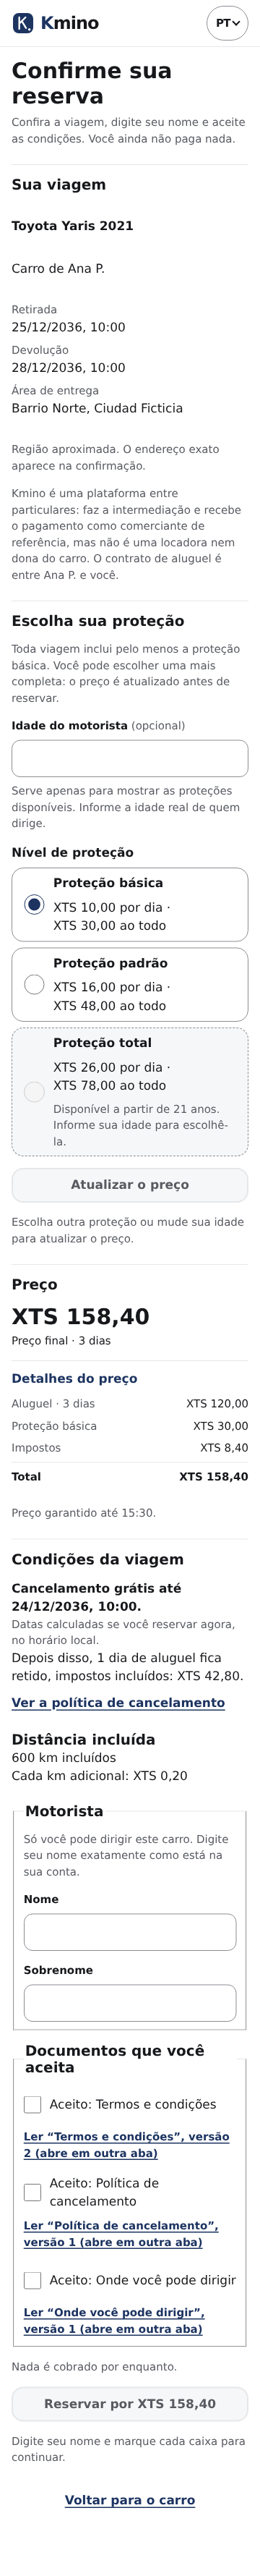 Kmino
PT
Confirme sua
reserva
Confira a viagem, digite seu nome e aceite
as condições. Você ainda não paga nada.
Sua viagem
Toyota Yaris 2021
Carro de Ana P.
Retirada
25/12/2036, 10:00
Devolução
28/12/2036, 10:00
Área de entrega
Barrio Norte, Ciudad Ficticia
Região aproximada. O endereço exato
aparece na confirmação.
Kmino é uma plataforma entre
particulares: faz a intermediação e recebe
o pagamento como comerciante de
referência, mas não é uma locadora nem
dona do carro. O contrato de aluguel é
entre Ana P. e você.
Escolha sua proteção
Toda viagem inclui pelo menos a proteção
básica. Você pode escolher uma mais
completa: o preço é atualizado antes de
reservar.
Idade do motorista (opcional)
Serve apenas para mostrar as proteções
disponíveis. Informe a idade real de quem
dirige.
Nível de proteção
Proteção básica
XTS 10,00 por dia ·
XTS 30,00 ao todo
Proteção padrão
XTS 16,00 por dia ·
XTS 48,00 ao todo
Proteção total
XTS 26,00 por dia ·
XTS 78,00 ao todo
Disponível a partir de 21 anos.
Informe sua idade para escolhê-
la.
Atualizar o preço
Escolha outra proteção ou mude sua idade
para atualizar o preço.
Preço
XTS 158,40
Preço final · 3 dias
Detalhes do preço
Aluguel · 3 dias XTS 120,00
Proteção básica XTS 30,00
Impostos XTS 8,40
Total XTS 158,40
Preço garantido até 15:30.
Condições da viagem
Cancelamento grátis até
24/12/2036, 10:00.
Datas calculadas se você reservar agora,
no horário local.
Depois disso, 1 dia de aluguel fica
retido, impostos incluídos: XTS 42,80.
Ver a política de cancelamento
Distância incluída
600 km incluídos
Cada km adicional: XTS 0,20
Motorista
Só você pode dirigir este carro. Digite
seu nome exatamente como está na
sua conta.
Nome
Sobrenome
Documentos que você
aceita
Aceito: Termos e condições
Ler “Termos e condições”, versão
2 (abre em outra aba)
Aceito: Política de
cancelamento
Ler “Política de cancelamento”,
versão 1 (abre em outra aba)
Aceito: Onde você pode dirigir
Ler “Onde você pode dirigir”,
versão 1 (abre em outra aba)
Nada é cobrado por enquanto.
Reservar por XTS 158,40
Digite seu nome e marque cada caixa para
continuar.
Voltar para o carro